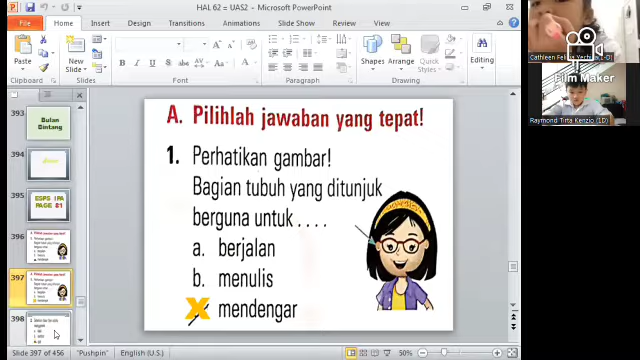 HAL 62 = UAS2 - Microsoft PowerPoint
File
Home
Insert
Design
Transitions
Animations
Slide Show
Review
View
Paste
New
Slide
Shapes
Arrange
Quick
Styles
Editing
Clipboard
Slides
Font
Paragraph
Drawing
393
Bulan
Bintang
394
395
ESPS IPA
PAGE 81
396
397
398
A. Pilihlah jawaban yang tepat!
1. Perhatikan gambar!
Bagian tubuh yang ditunjuk
berguna untuk . . . .
a. berjalan
b. menulis
X mendengar
Film Maker
Raymond Tirta Kenzio (1D)
Slide 397 of 456
"Pushpin"
English (U.S.)
50%